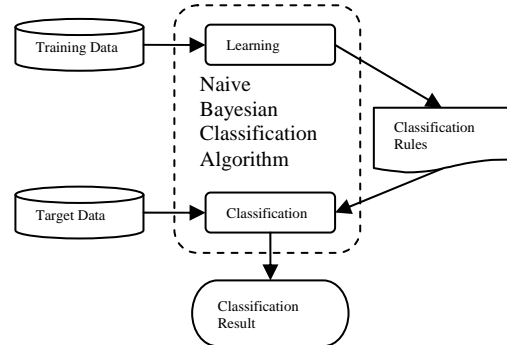 Training Data
Learning
Naive
Bayesian
Classification
Algorithm
Classification
Rules
Target Data
Classification
Classification
Result